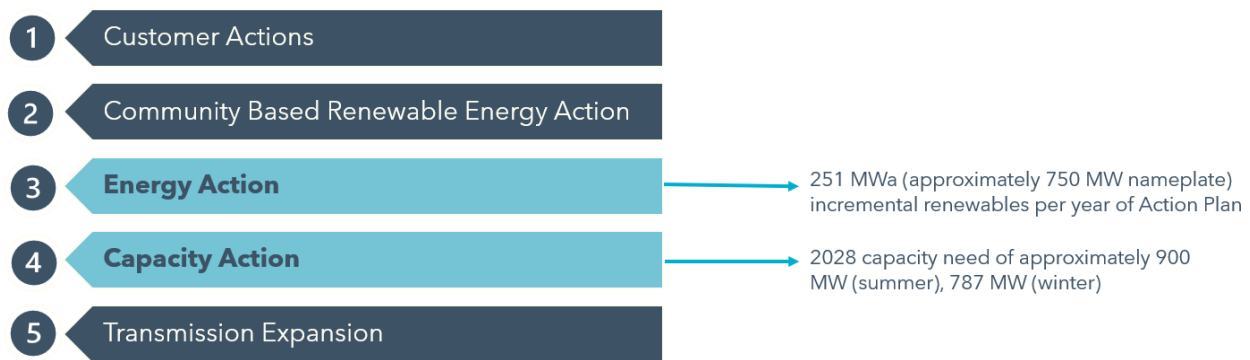 1 Customer Actions
2 Community Based Renewable Energy Action
3 Energy Action
251 MWa (approximately 750 MW nameplate)
incremental renewables per year of Action Plan
4 Capacity Action
2028 capacity need of approximately 900
MW (summer), 787 MW (winter)
5 Transmission Expansion